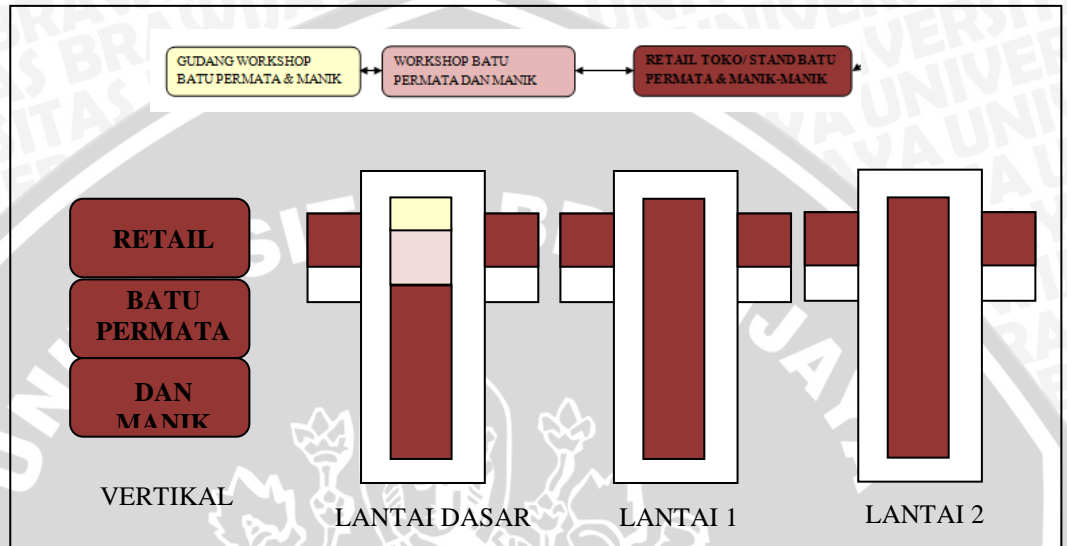 GUDANG WORKSHOP
BATU PERMATA & MANIK
WORKSHOP BATU
PERMATA DAN MANIK
RETAIL TOKO/ STAND BATU
PERMATA & MANIK-MANIK
RETAIL
BATU
PERMATA
DAN
MANIK
VERTIKAL
LANTAI DASAR
LANTAI 1
LANTAI 2